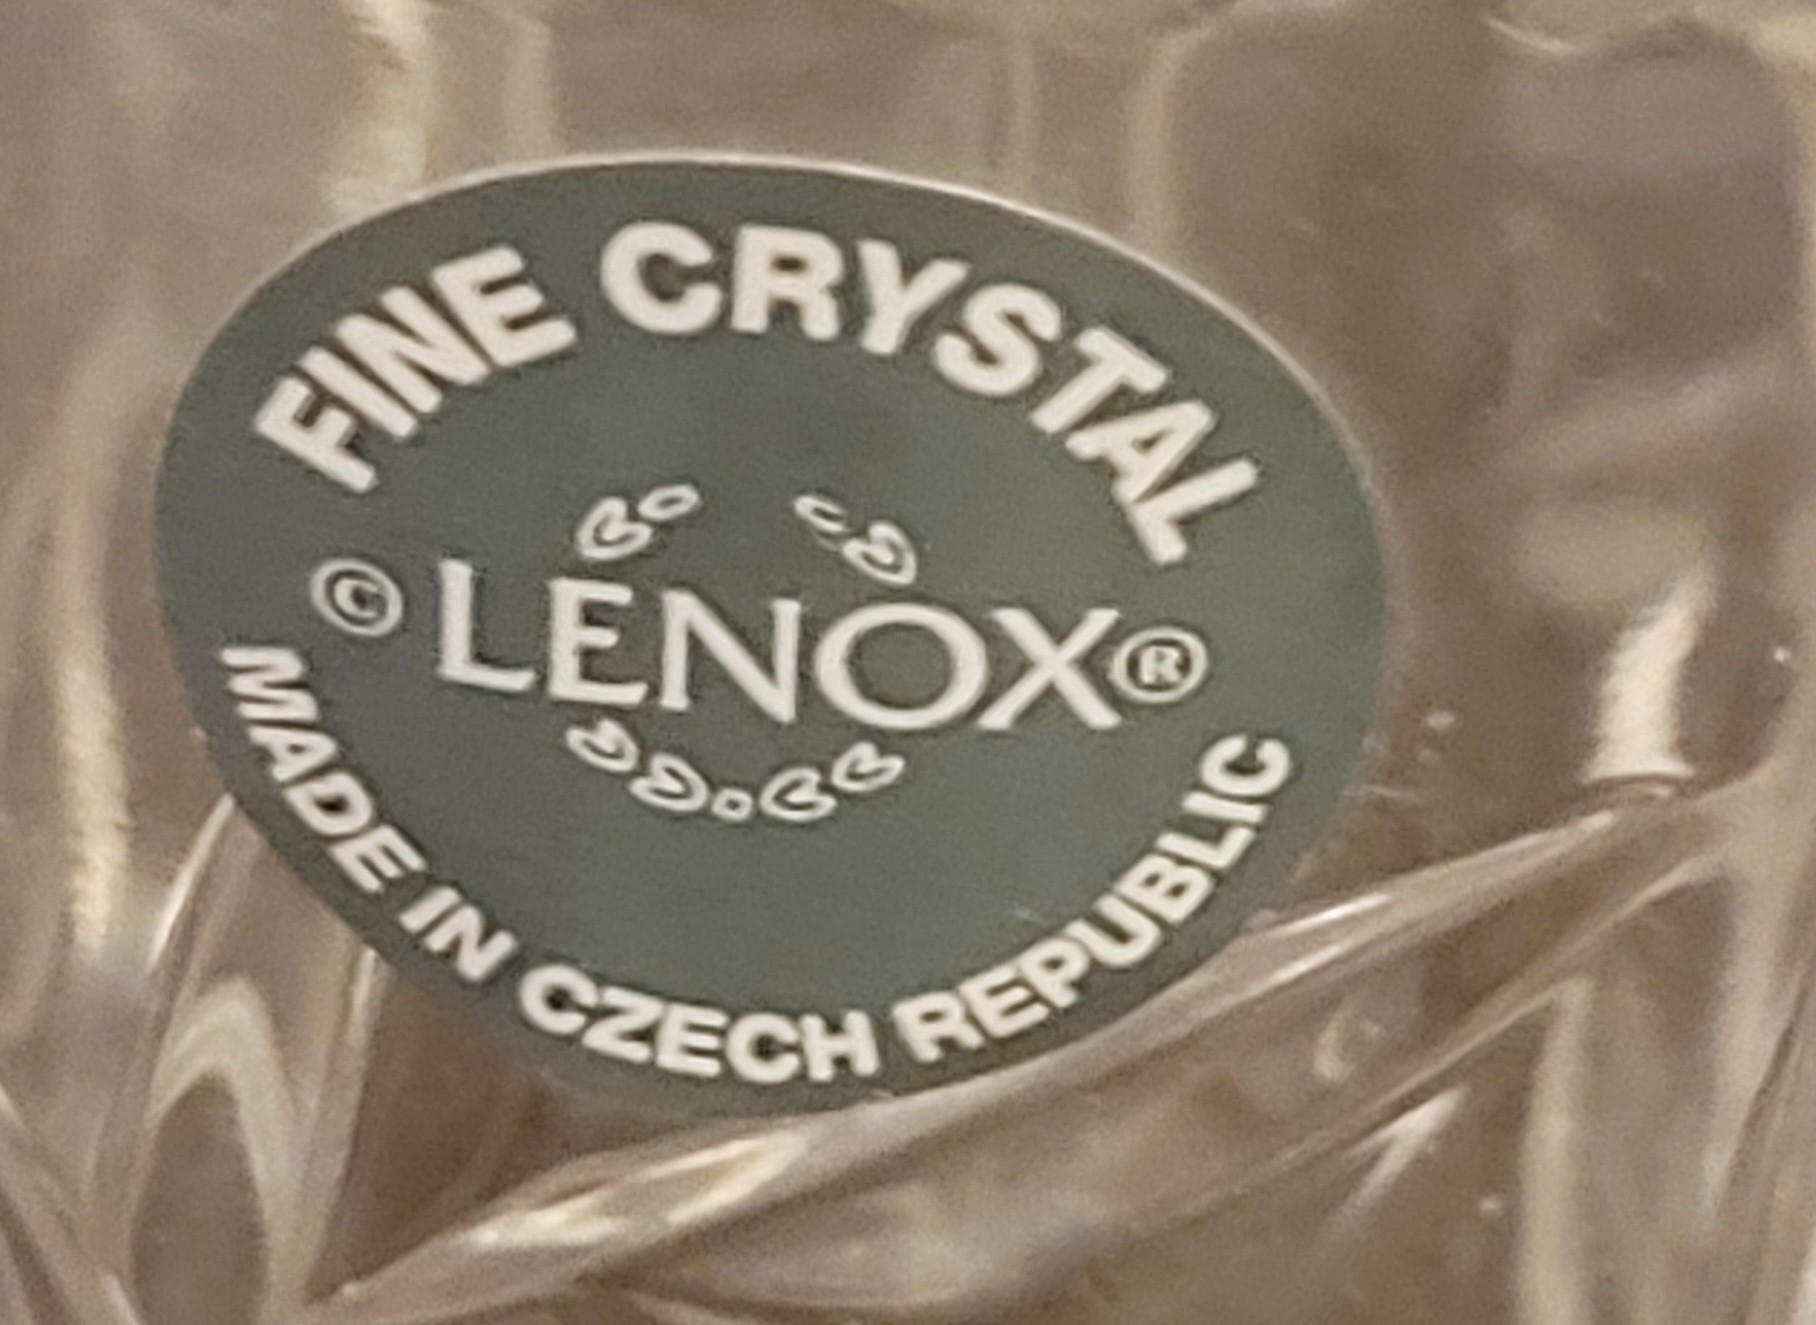 FINE CRYSTAL
© LENOX®
MADE IN CZECH REPUBLIC